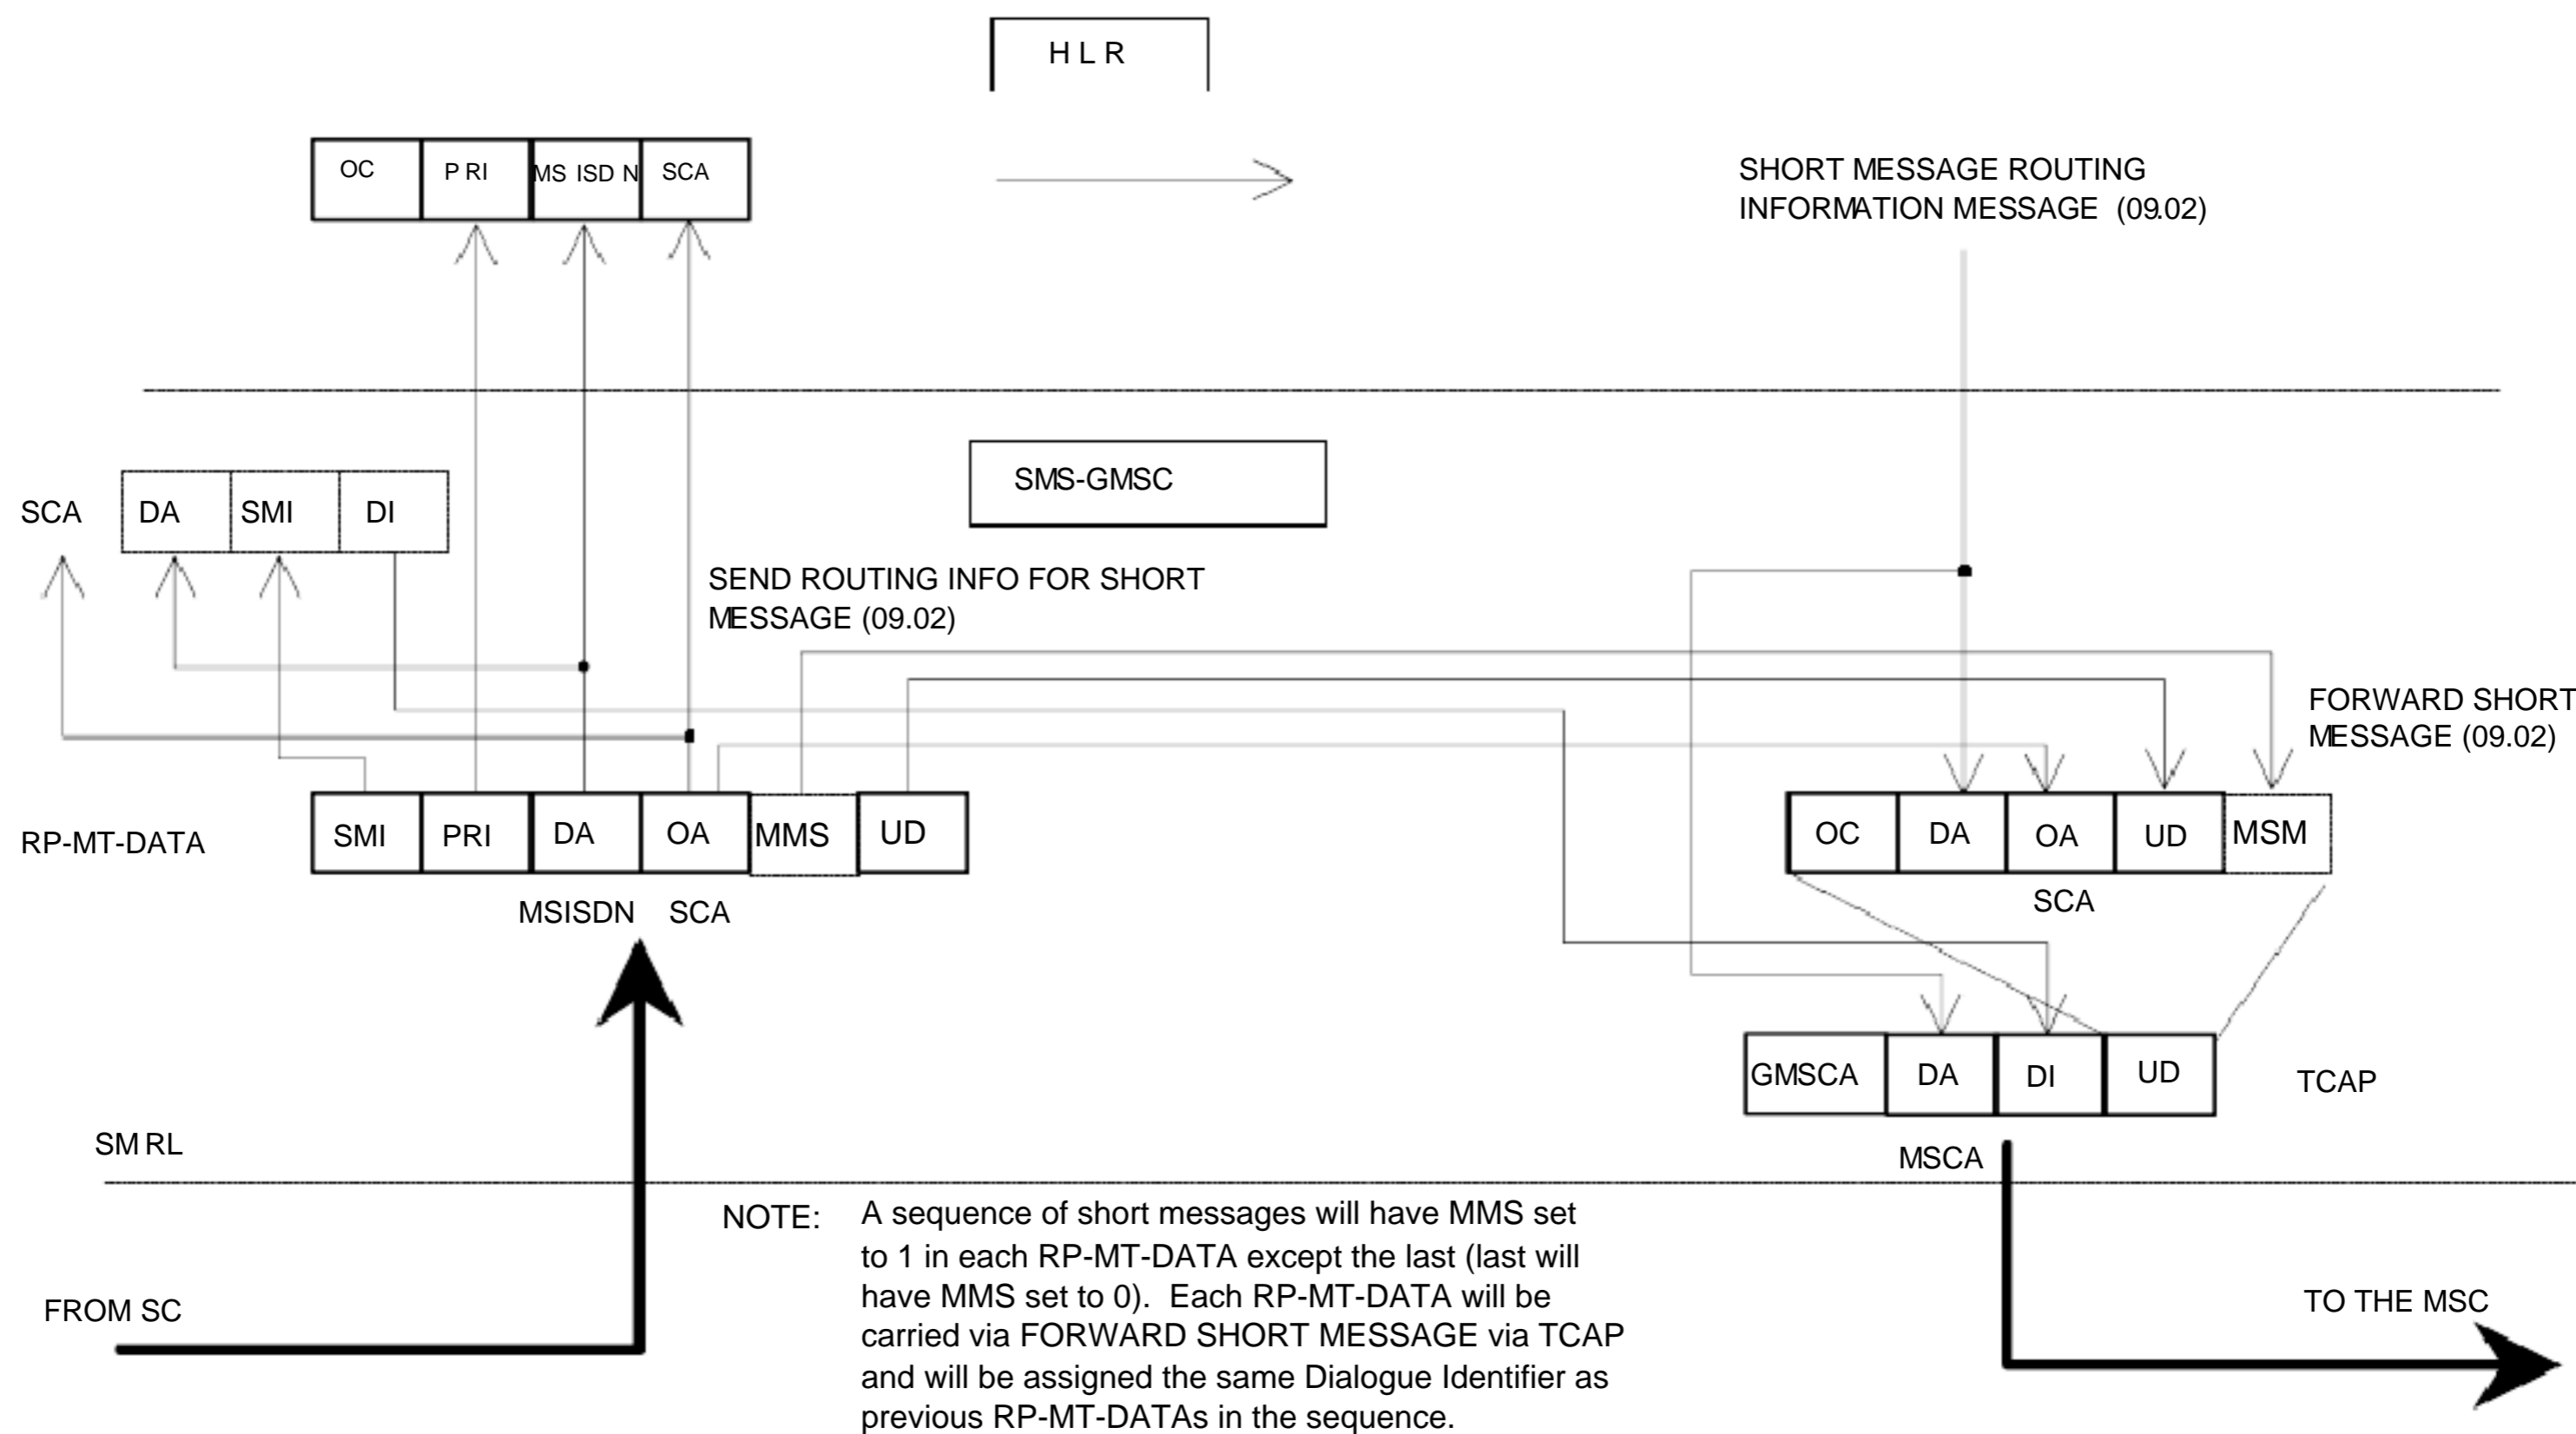 H L R
OC P RI MS ISD N SCA
SHORT MESSAGE ROUTING
INFORMATION MESSAGE (09.02)
SCA DA SMI DI
SMS-GMSC
SEND ROUTING INFO FOR SHORT
MESSAGE (09.02)
FORWARD SHORT
MESSAGE (09.02)
RP-MT-DATA SMI PRI DA OA MMS UD
OC DA OA UD MSM
MSISDN SCA
SCA
GMSCA DA DI UD TCAP
SM RL
MSCA
NOTE: A sequence of short messages will have MMS set
to 1 in each RP-MT-DATA except the last (last will
have MMS set to 0). Each RP-MT-DATA will be
carried via FORWARD SHORT MESSAGE via TCAP
and will be assigned the same Dialogue Identifier as
previous RP-MT-DATAs in the sequence.
FROM SC
TO THE MSC